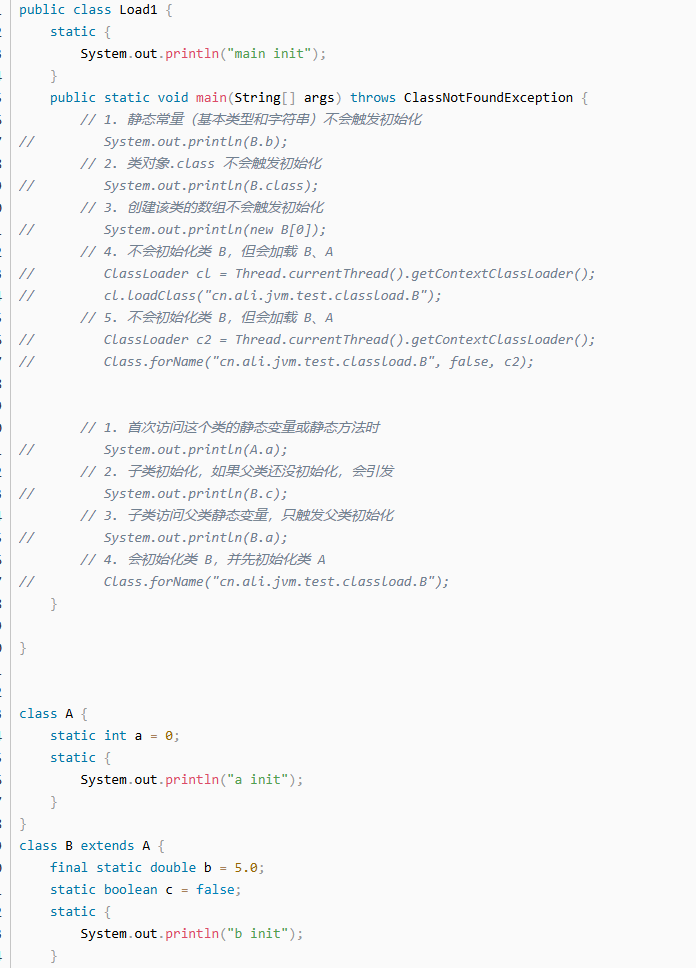 public class Load1 {
    static {
        System.out.println("main init");
    }
    public static void main(String[] args) throws ClassNotFoundException {
        // 1. 静态常量（基本类型和字符串）不会触发初始化
//         System.out.println(B.b);
        // 2. 类对象.class 不会触发初始化
//         System.out.println(B.class);
        // 3. 创建该类的数组不会触发初始化
//         System.out.println(new B[0]);
        // 4. 不会初始化类 B，但会加载 B、A
//         ClassLoader cl = Thread.currentThread().getContextClassLoader();
//         cl.loadClass("cn.ali.jvm.test.classload.B");
        // 5. 不会初始化类 B，但会加载 B、A
//         ClassLoader c2 = Thread.currentThread().getContextClassLoader();
//         Class.forName("cn.ali.jvm.test.classload.B", false, c2);
        // 1. 首次访问这个类的静态变量或静态方法时
//         System.out.println(A.a);
        // 2. 子类初始化，如果父类还没初始化，会引发
//         System.out.println(B.c);
        // 3. 子类访问父类静态变量，只触发父类初始化
//         System.out.println(B.a);
        // 4. 会初始化类 B，并先初始化类 A
//         Class.forName("cn.ali.jvm.test.classload.B");
    }
}
class A {
    static int a = 0;
    static {
        System.out.println("a init");
    }
}
class B extends A {
    final static double b = 5.0;
    static boolean c = false;
    static {
        System.out.println("b init");
    }